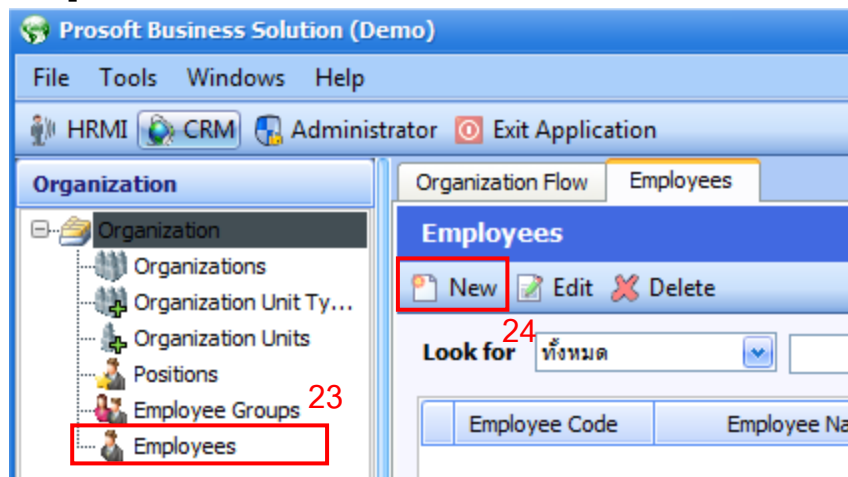 Prosoft Business Solution (Demo)
File Tools Windows Help
HRMI CRM Administrator Exit Application
Organization
Organization Flow Employees
Organization
Employees
Organizations
New Edit Delete
Organization Unit Ty...
24
Organization Units
Look for ทั้งหมด
Positions
Employee Groups 23
Employee Code Employee Na
Employees